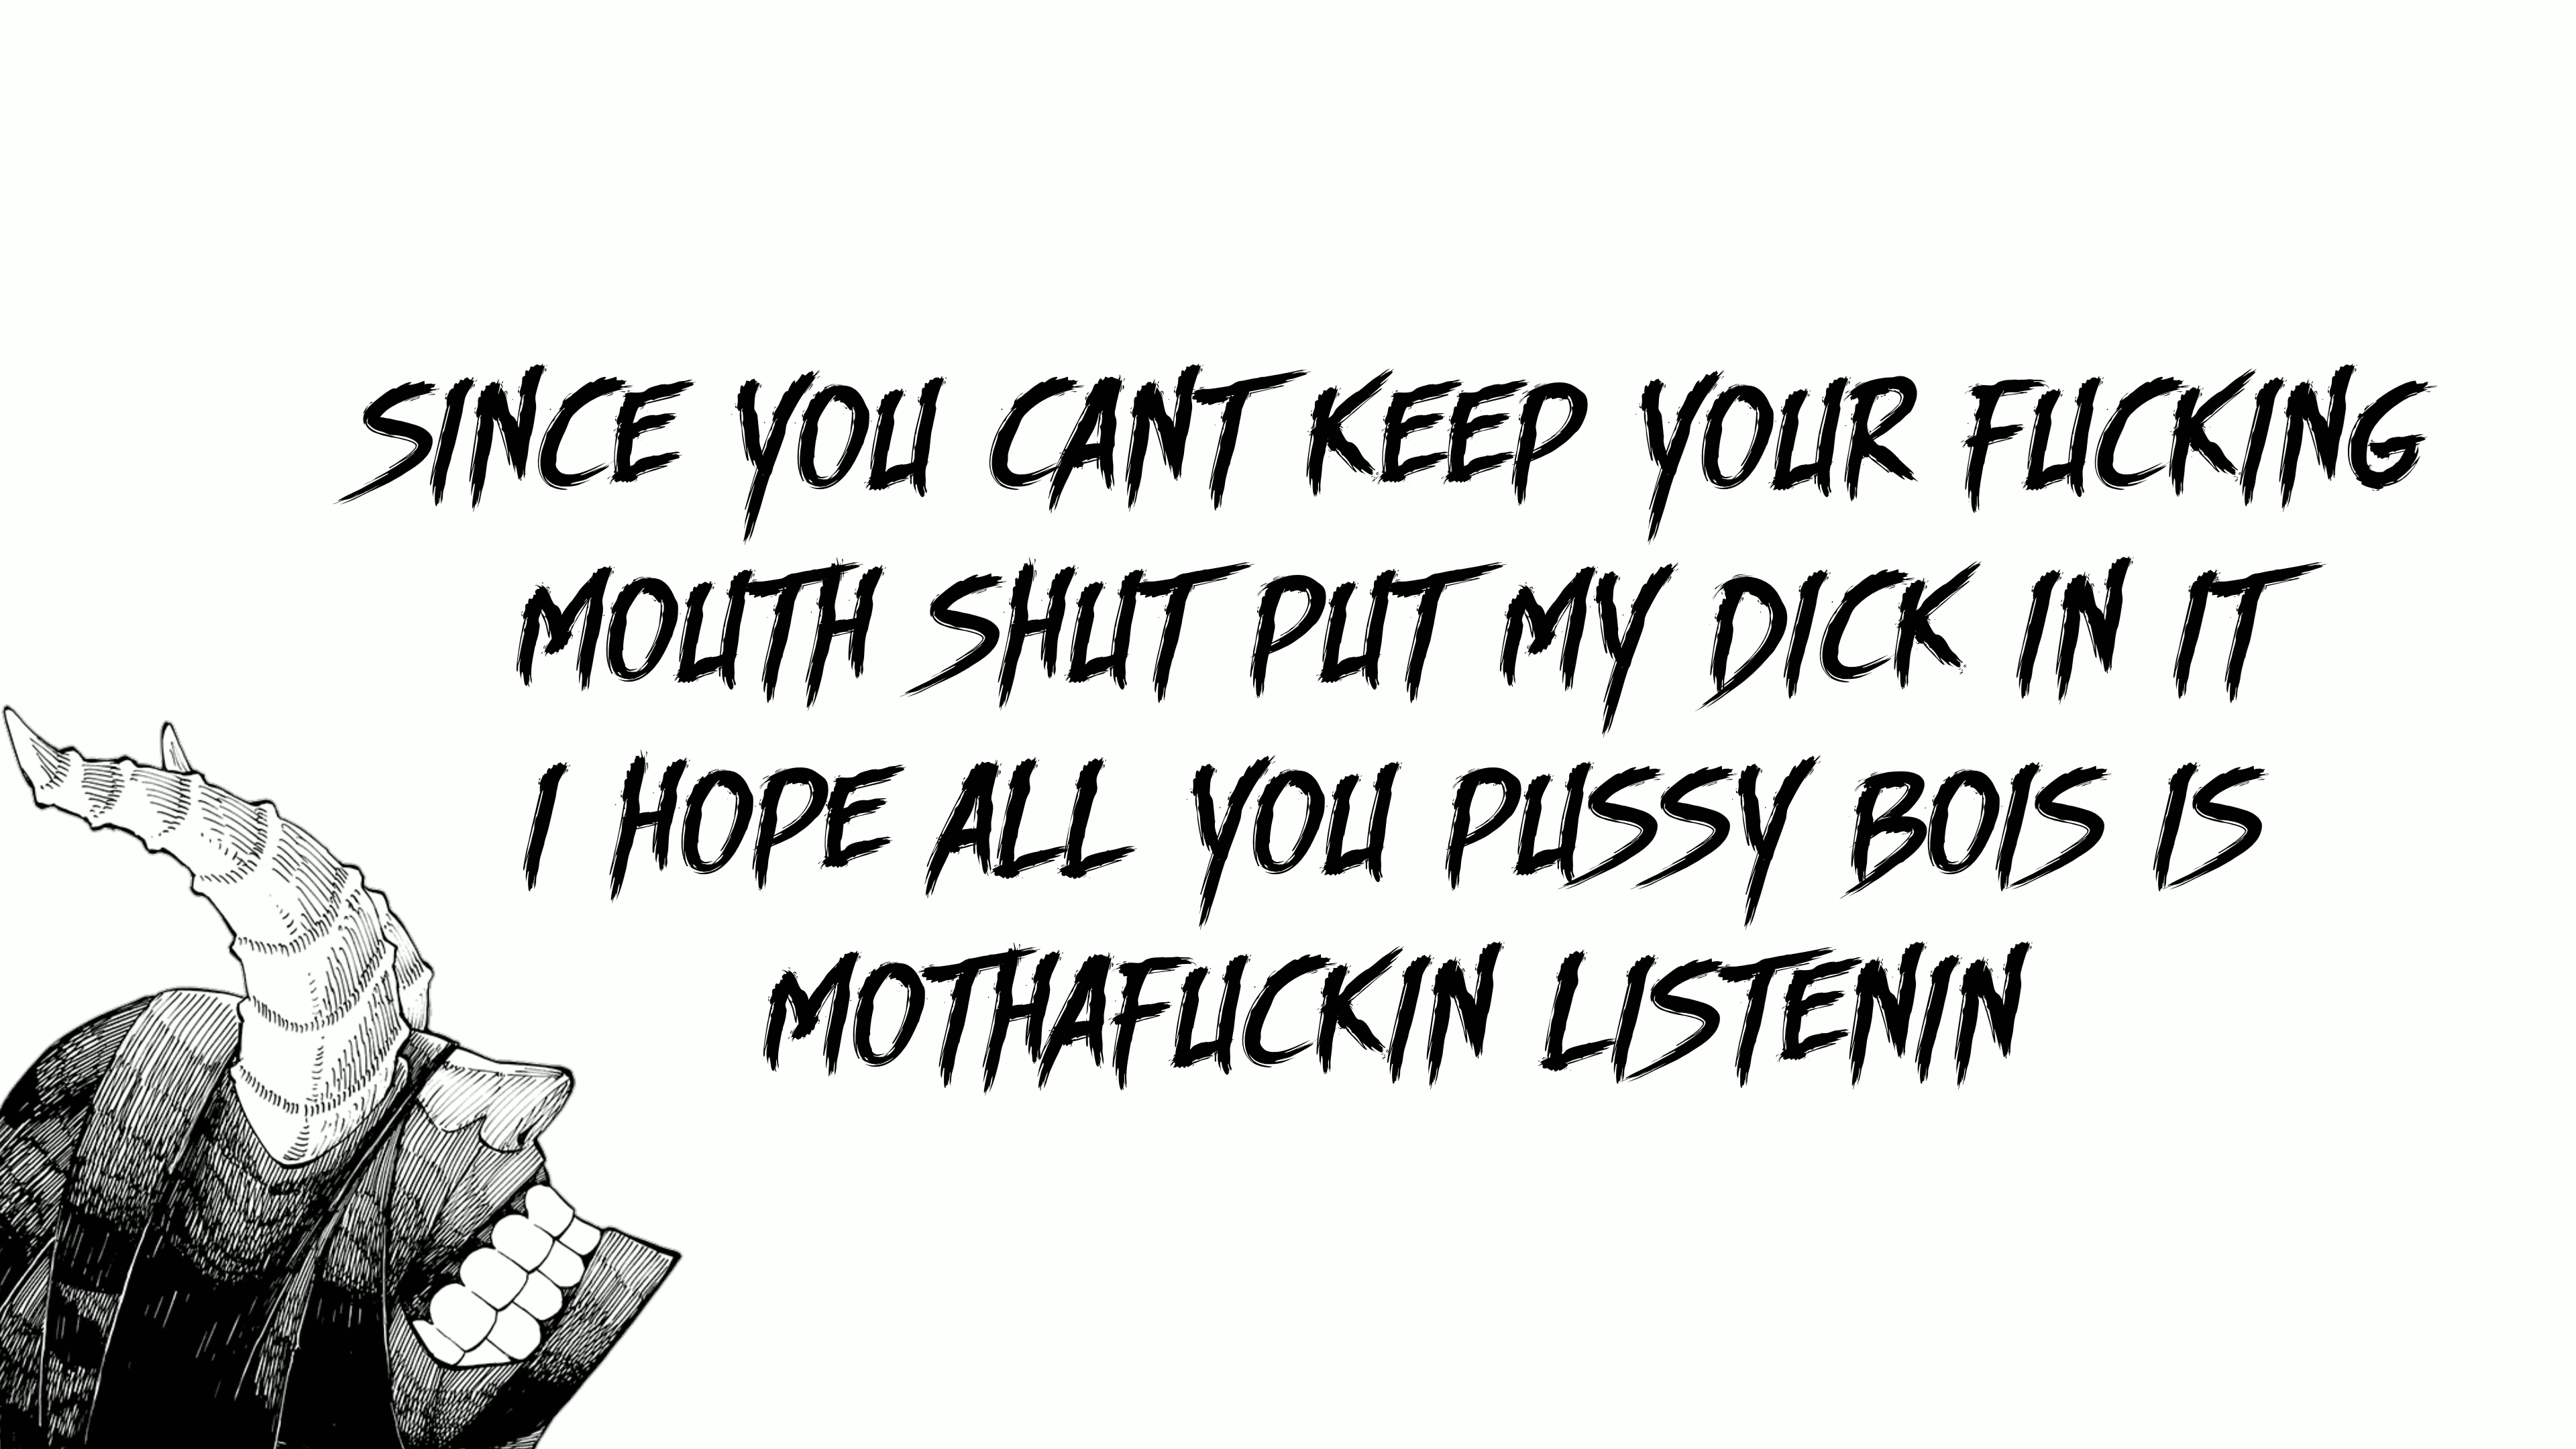 SINCE YOU CANT KEEP YOUR FUCKING
MOUTH SHUT PUT MY DICK IN IT
I HOPE ALL YOU PUSSY BOIS IS
MOTHAFUCKIN LISTENIN